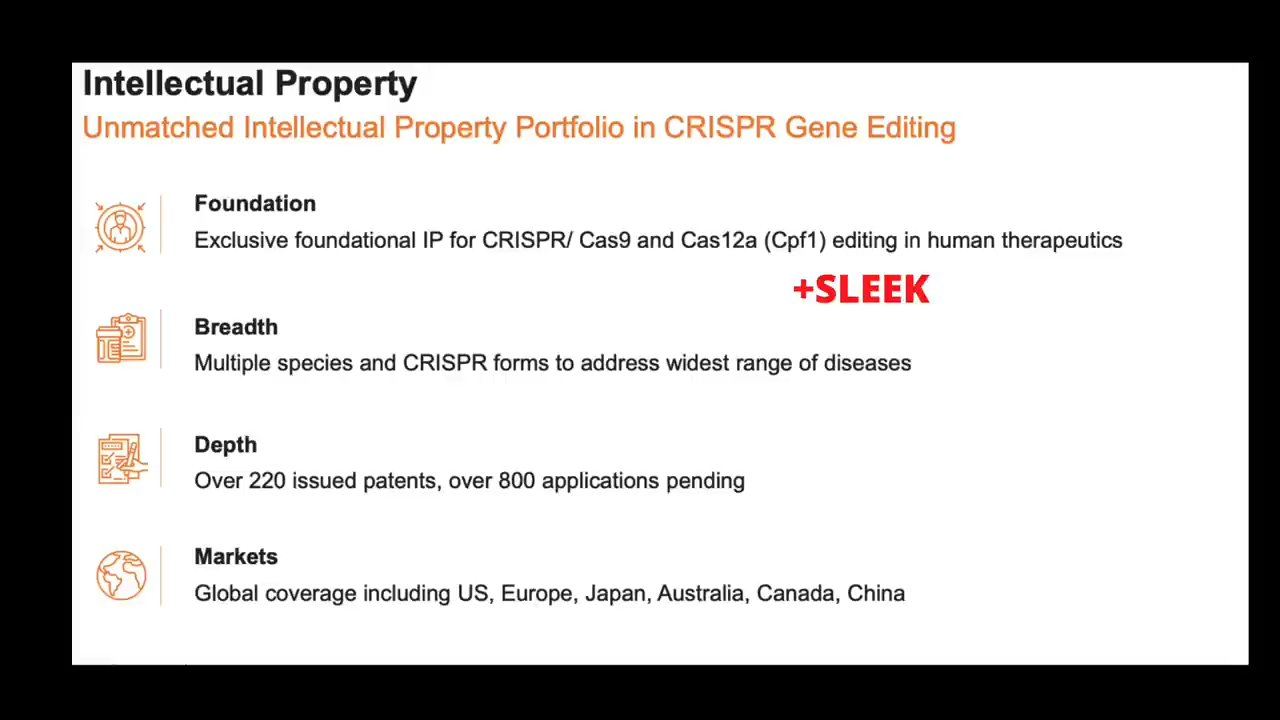 Intellectual Property
Unmatched Intellectual Property Portfolio in CRISPR Gene Editing
Foundation
Exclusive foundational IP for CRISPR/ Cas9 and Cas12a (Cpf1) editing in human therapeutics
+SLEEK
Breadth
Multiple species and CRISPR forms to address widest range of diseases
Depth
Over 220 issued patents, over 800 applications pending
Markets
Global coverage including US, Europe, Japan, Australia, Canada, China